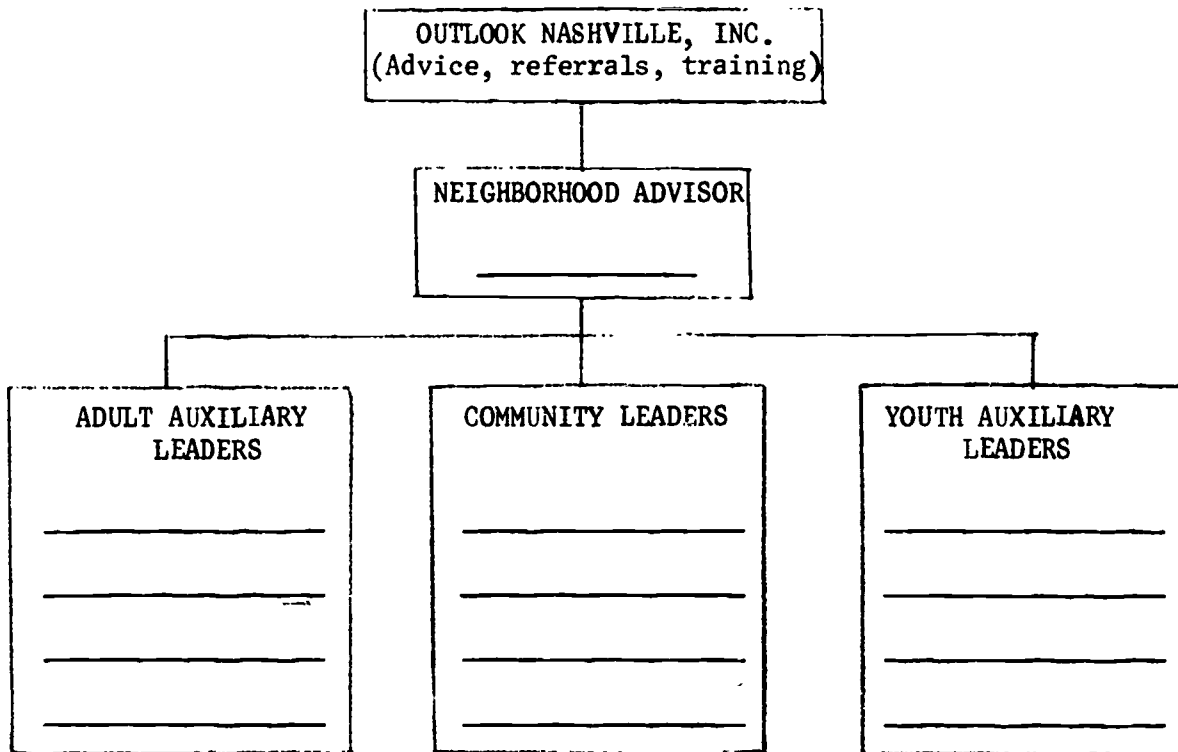 OUTLOOK NASHVILLE, INC.
(Advice, referrals, training)
NEIGHBORHOOD ADVISOR
ADULT AUXILIARY
LEADERS
COMMUNITY LEADERS
YOUTH AUXILIARY
LEADERS